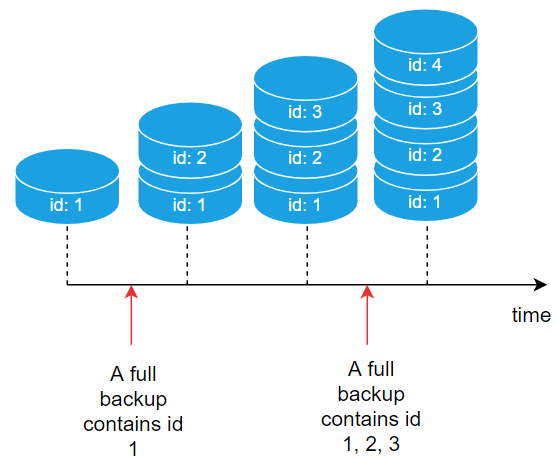 id: 4
id: 3
id: 3
id: 2
id: 2
id: 2
id: 1
id: 1
id: 1
id: 1
time
A full
backup
contains id
1
A full
backup
contains id
1, 2, 3